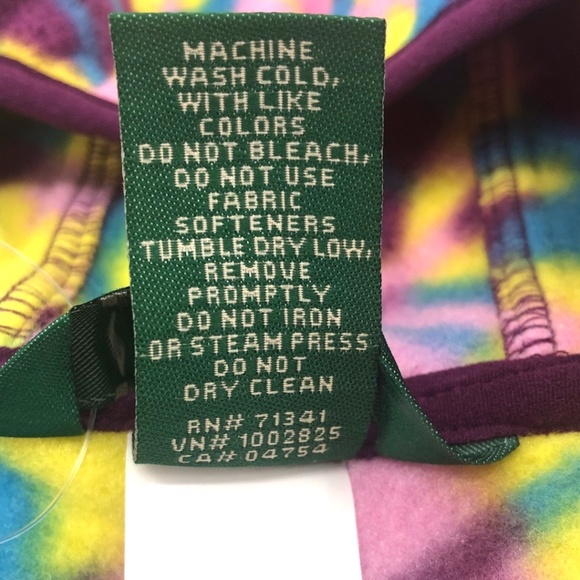 MACHINE
WASH COLD,
WITH LIKE
COLORS
DO NOT BLEACH,
DO NOT USE
FABRIC
SOFTENERS
TUMBLE DRY LOW,
REMOVE
PROMPTLY
DO NOT IRON
OR STEAM PRESS
DO NOT
DRY CLEAN
RN# 71341
VN# 1002825
CA# 04754